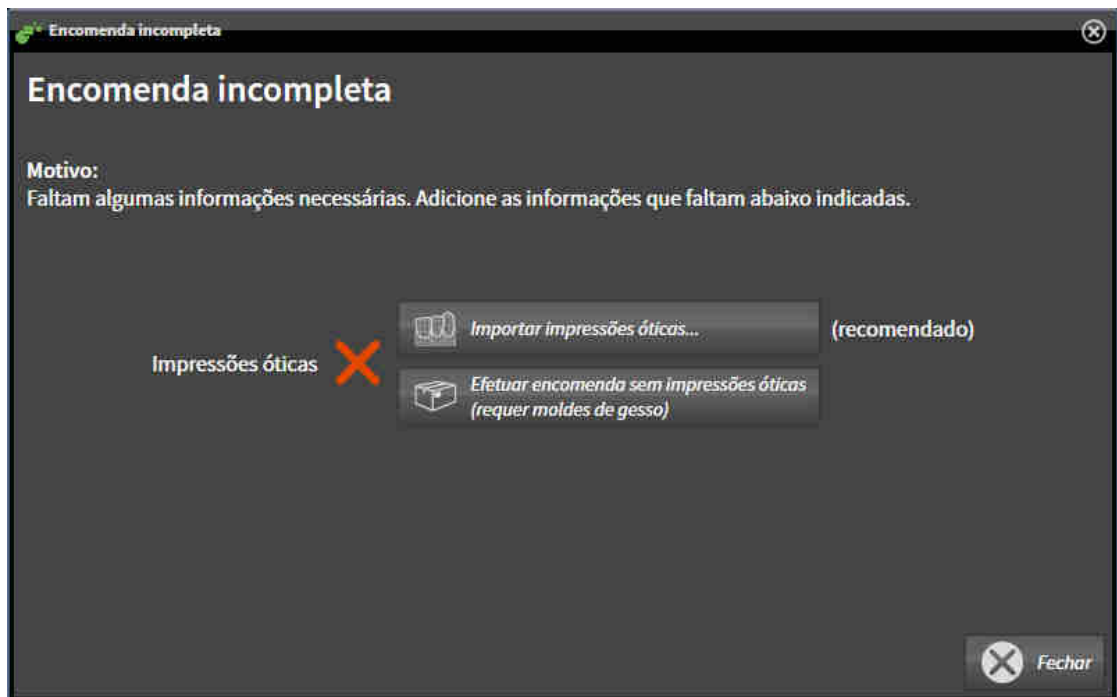 Encomenda incompleta
Encomenda incompleta
Motivo:
Faltam algumas informações necessárias. Adicione as informações que faltam abaixo indicadas.
Importar impressões óticas...
(recomendado)
Impressões óticas
Efetuar encomenda sem impressões óticas
(requer moldes de gesso)
Fechar